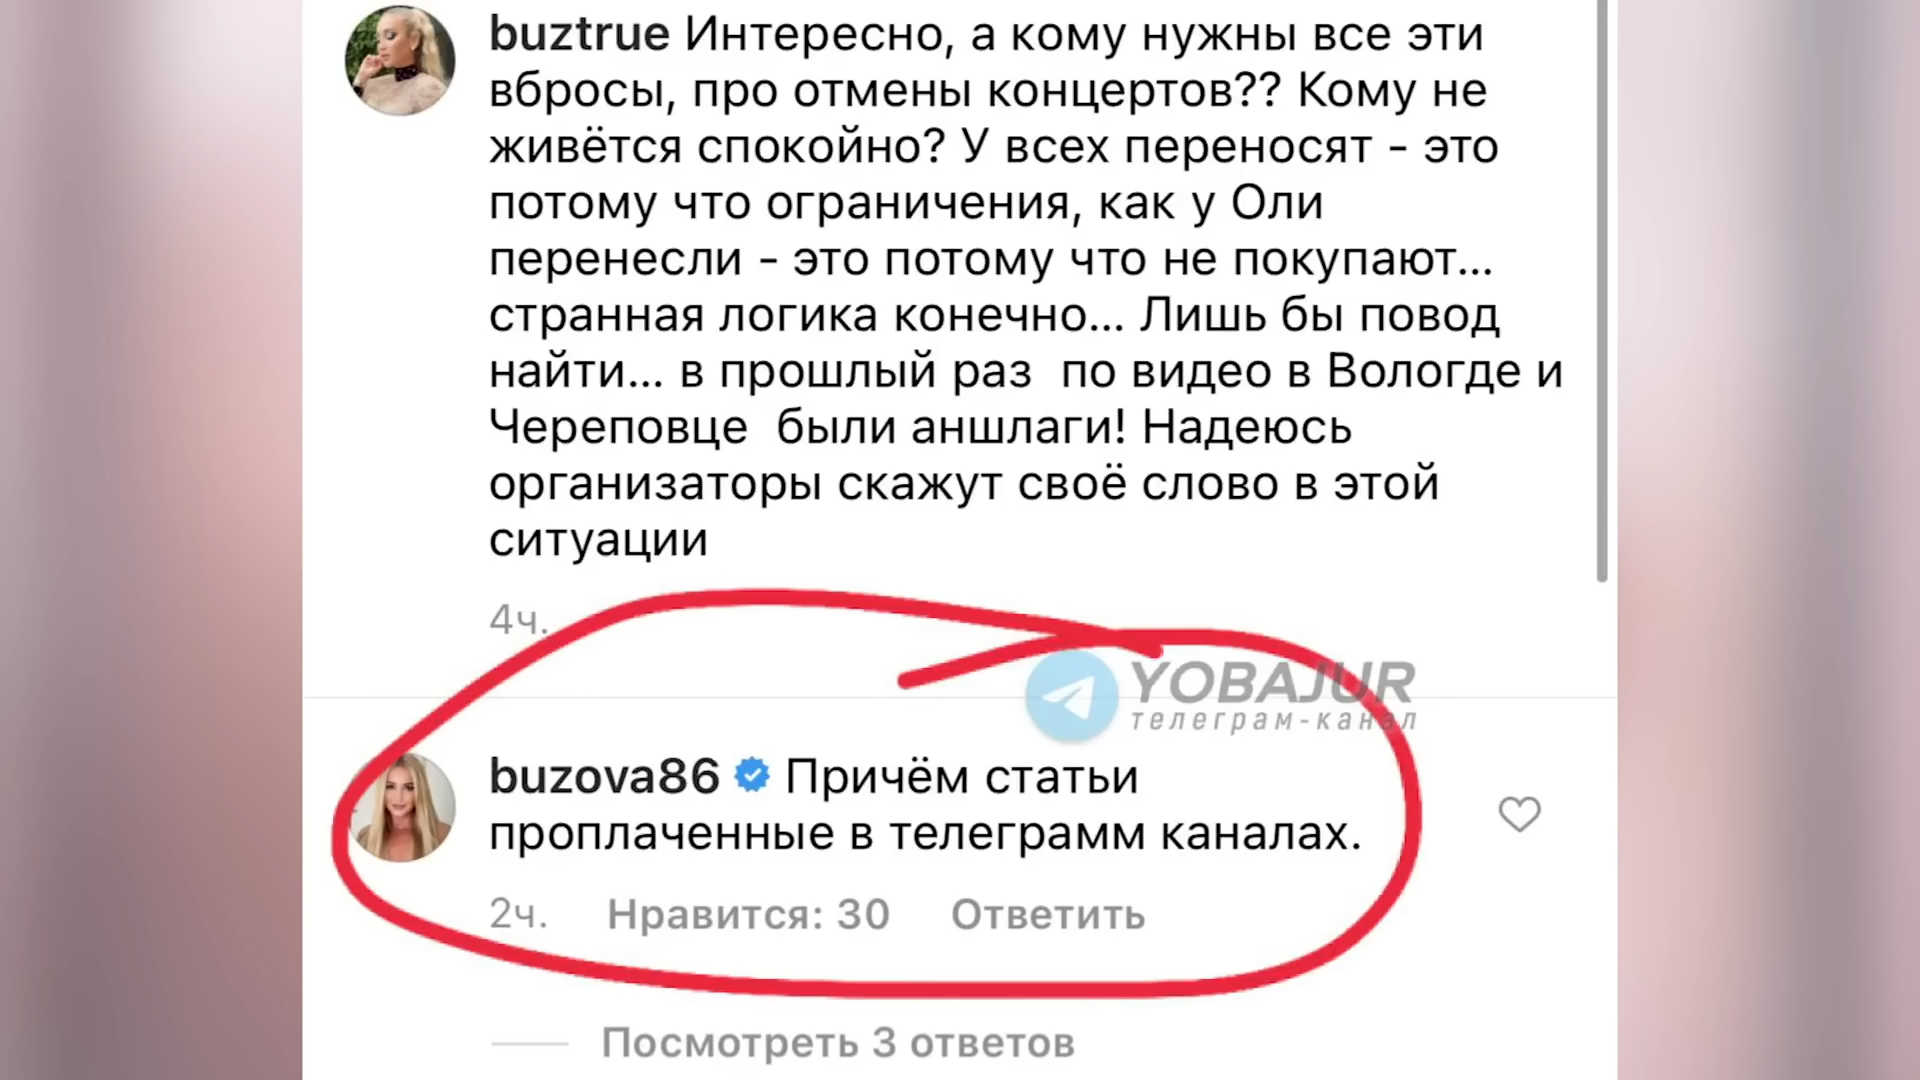 buztrue Интересно, а кому нужны все эти
вбросы, про отмены концертов?? Кому не
живётся спокойно? У всех переносят - это
потому что ограничения, как у Оли
перенесли - это потому что не покупают...
странная логика конечно... Лишь бы повод
найти... в прошлый раз  по видео в Вологде и
Череповце  были аншлаги! Надеюсь
организаторы скажут своё слово в этой
ситуации
4ч.
YOBAJUR
телеграм-канал
buzova86 Причём статьи
проплаченные в телеграмм каналах.
2ч. Нравится: 30 Ответить
Посмотреть 3 ответов